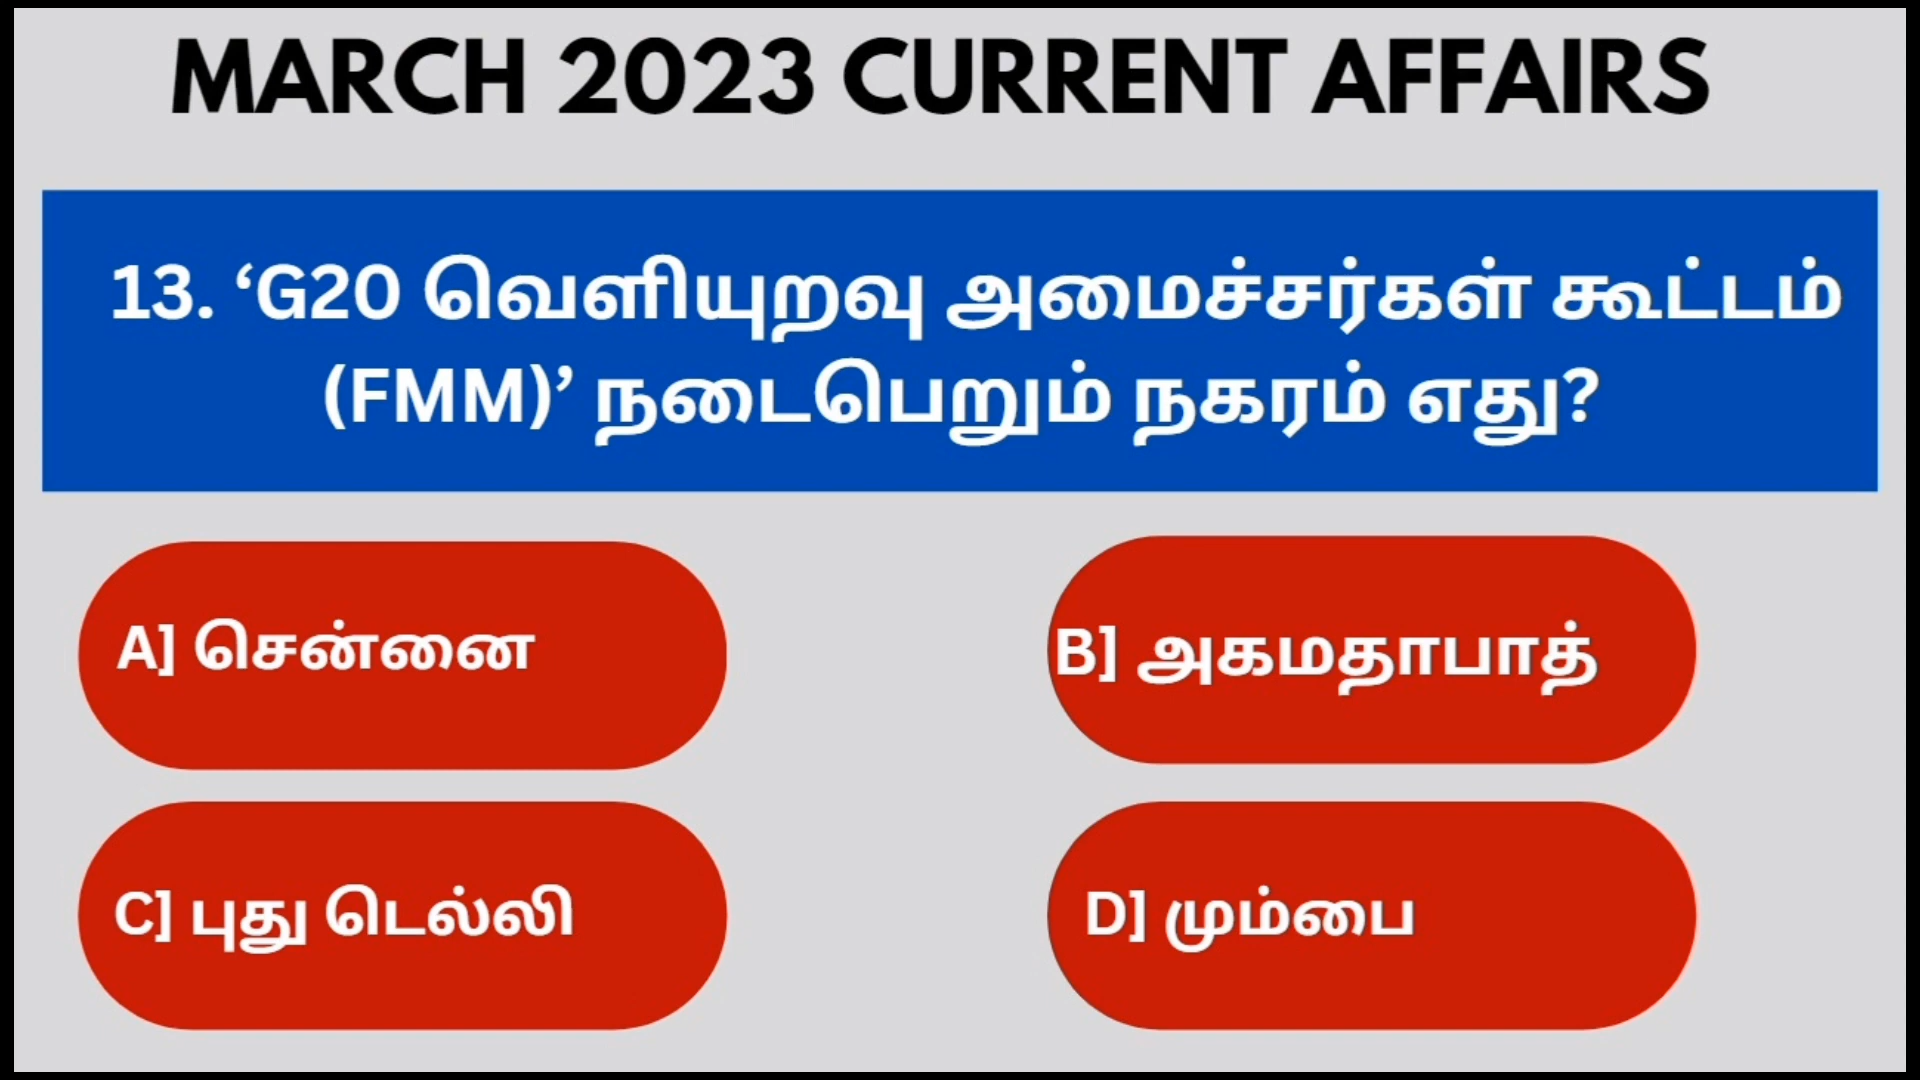 MARCH 2023 CURRENT AFFAIRS
13. ‘G20 வெளியுறவு அமைச்சர்கள் கூட்டம்
(FMM)’ நடைபெறும் நகரம் எது?
A] சென்னை
B] அகமதாபாத்
C] புது டெல்லி
D] மும்பை